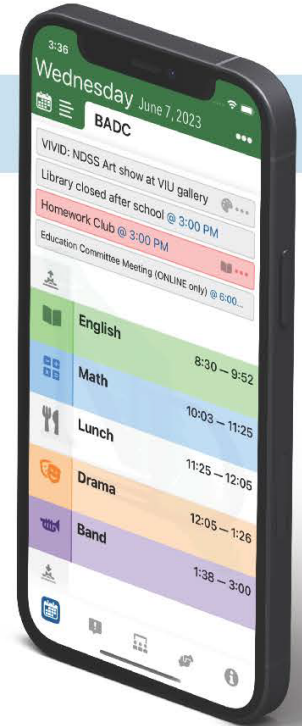 3:36
Wednesday June 7, 2023
BADC
VIVID: NDSS Art show at VIU gallery
Library closed after school @ 3:00 PM
Homework Club @ 3:00 PM
Education Committee Meeting (ONLINE only) @ 6:00...
English
8:30 — 9:52
Math
10:03 — 11:25
Lunch
11:25 — 12:05
Drama
12:05 — 1:26
Band
1:38 — 3:00